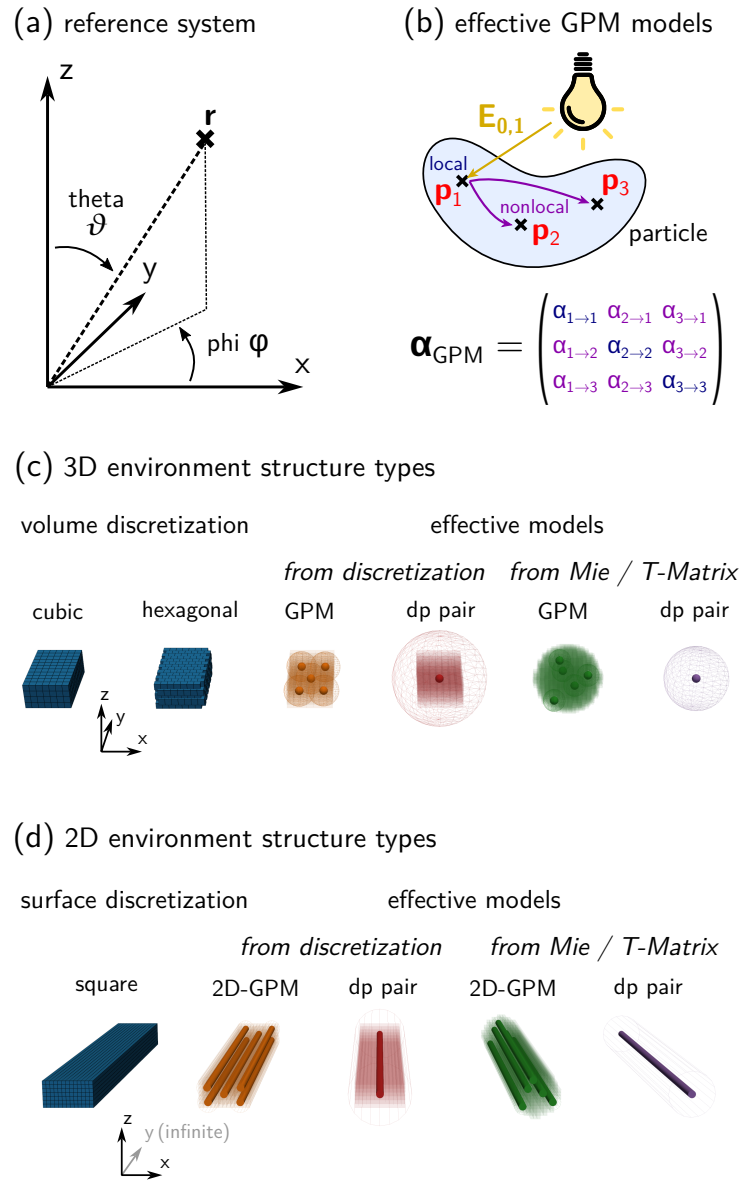 (a) reference system
z
r
theta
ϑ
y
phi φ
x
(b) effective GPM models
E0,1
local
p1
nonlocal
p2
p3
particle
αGPM = ( α1→1 α2→1 α3→1
α1→2 α2→2 α3→2
α1→3 α2→3 α3→3 )
(c) 3D environment structure types
volume discretization effective models
from discretization from Mie / T-Matrix
cubic hexagonal GPM dp pair GPM dp pair
z
y
x
(d) 2D environment structure types
surface discretization effective models
from discretization from Mie / T-Matrix
square 2D-GPM dp pair 2D-GPM dp pair
z
y (infinite)
x